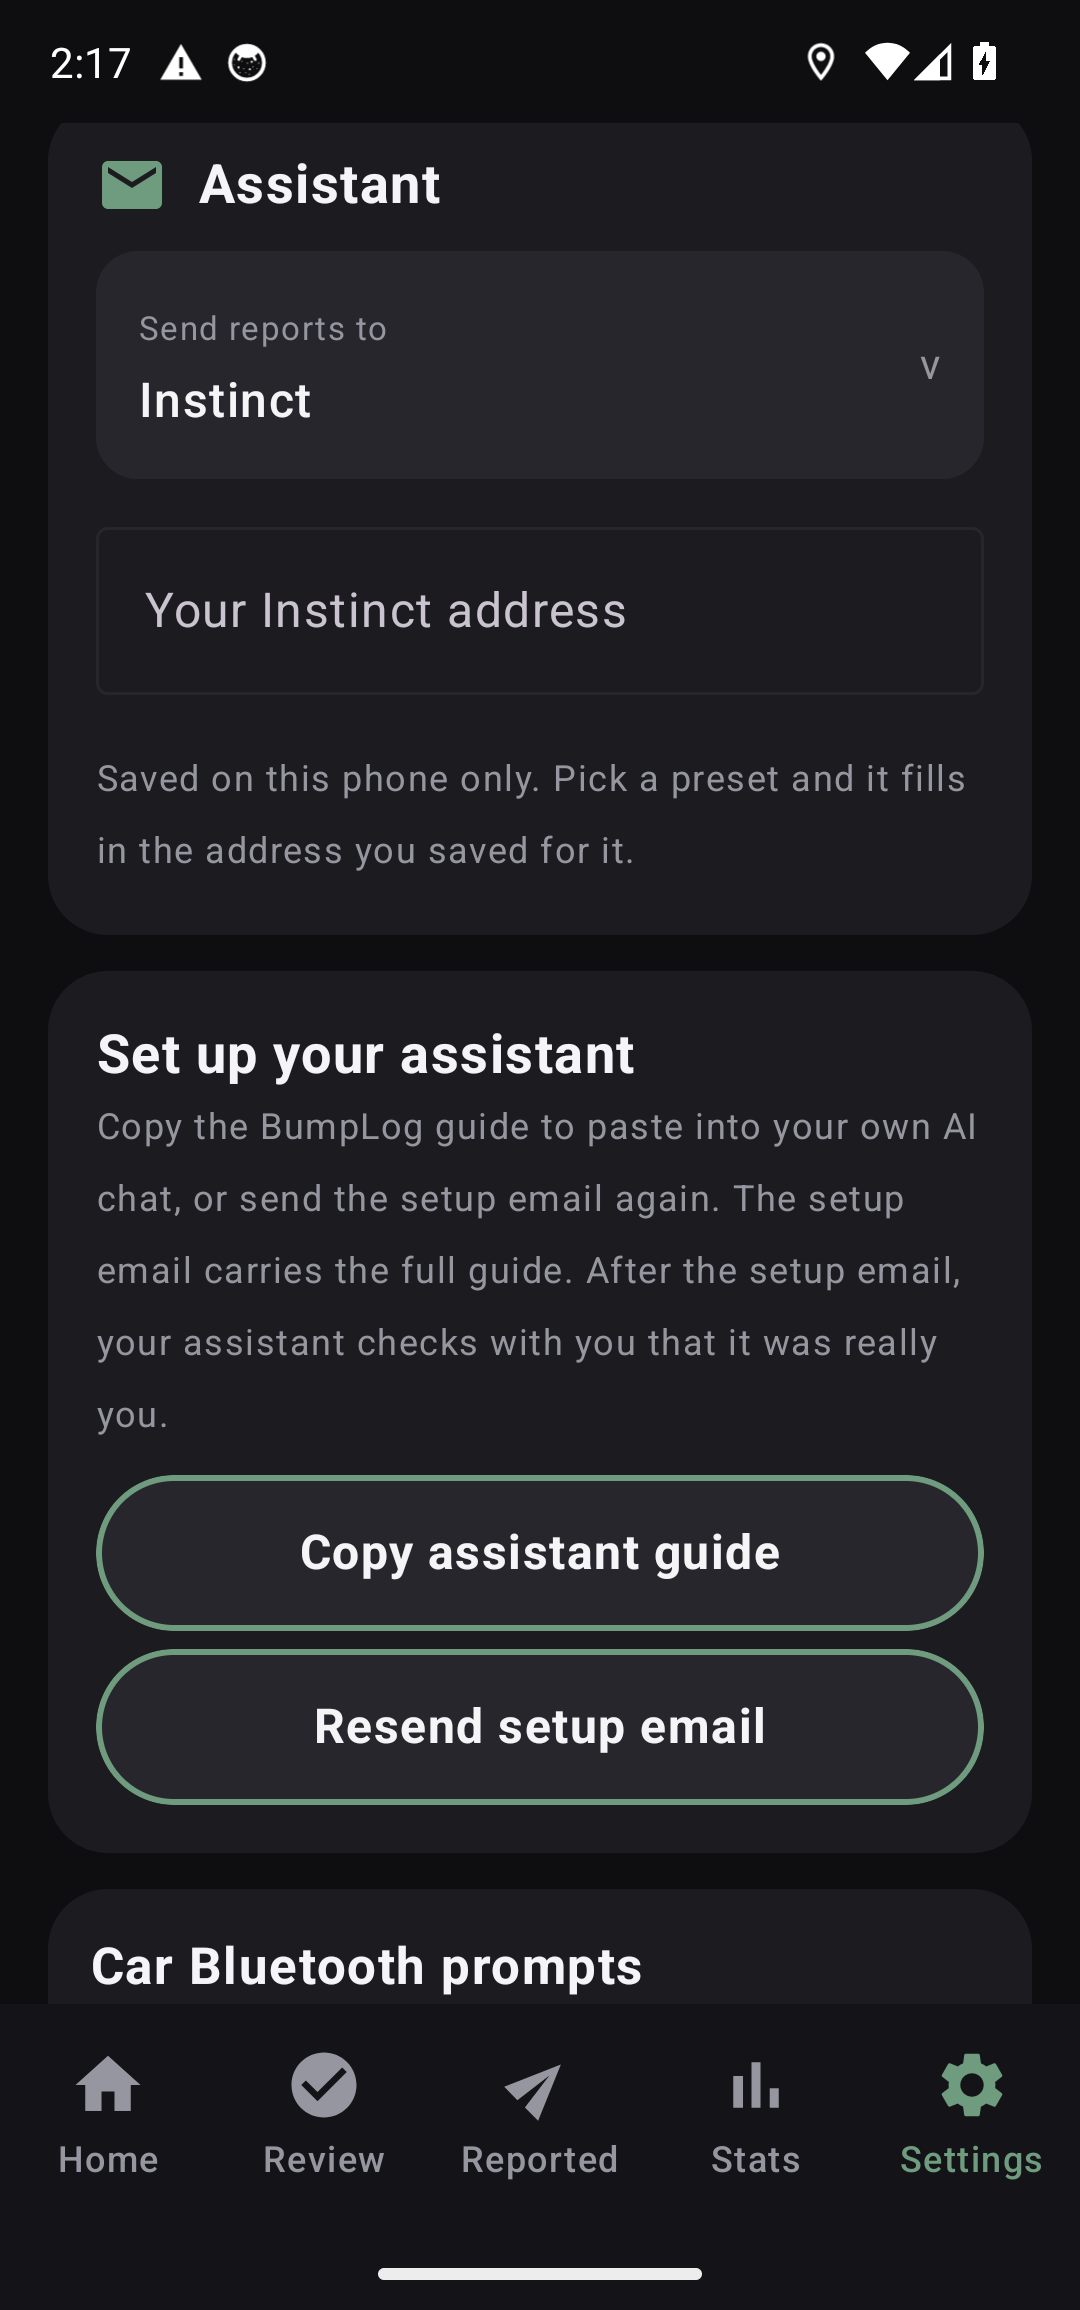 2:17
Assistant
Send reports to
Instinct
v
Your Instinct address
Saved on this phone only. Pick a preset and it fills
in the address you saved for it.
Set up your assistant
Copy the BumpLog guide to paste into your own AI
chat, or send the setup email again. The setup
email carries the full guide. After the setup email,
your assistant checks with you that it was really
you.
Copy assistant guide
Resend setup email
Car Bluetooth prompts
Home Review Reported Stats Settings